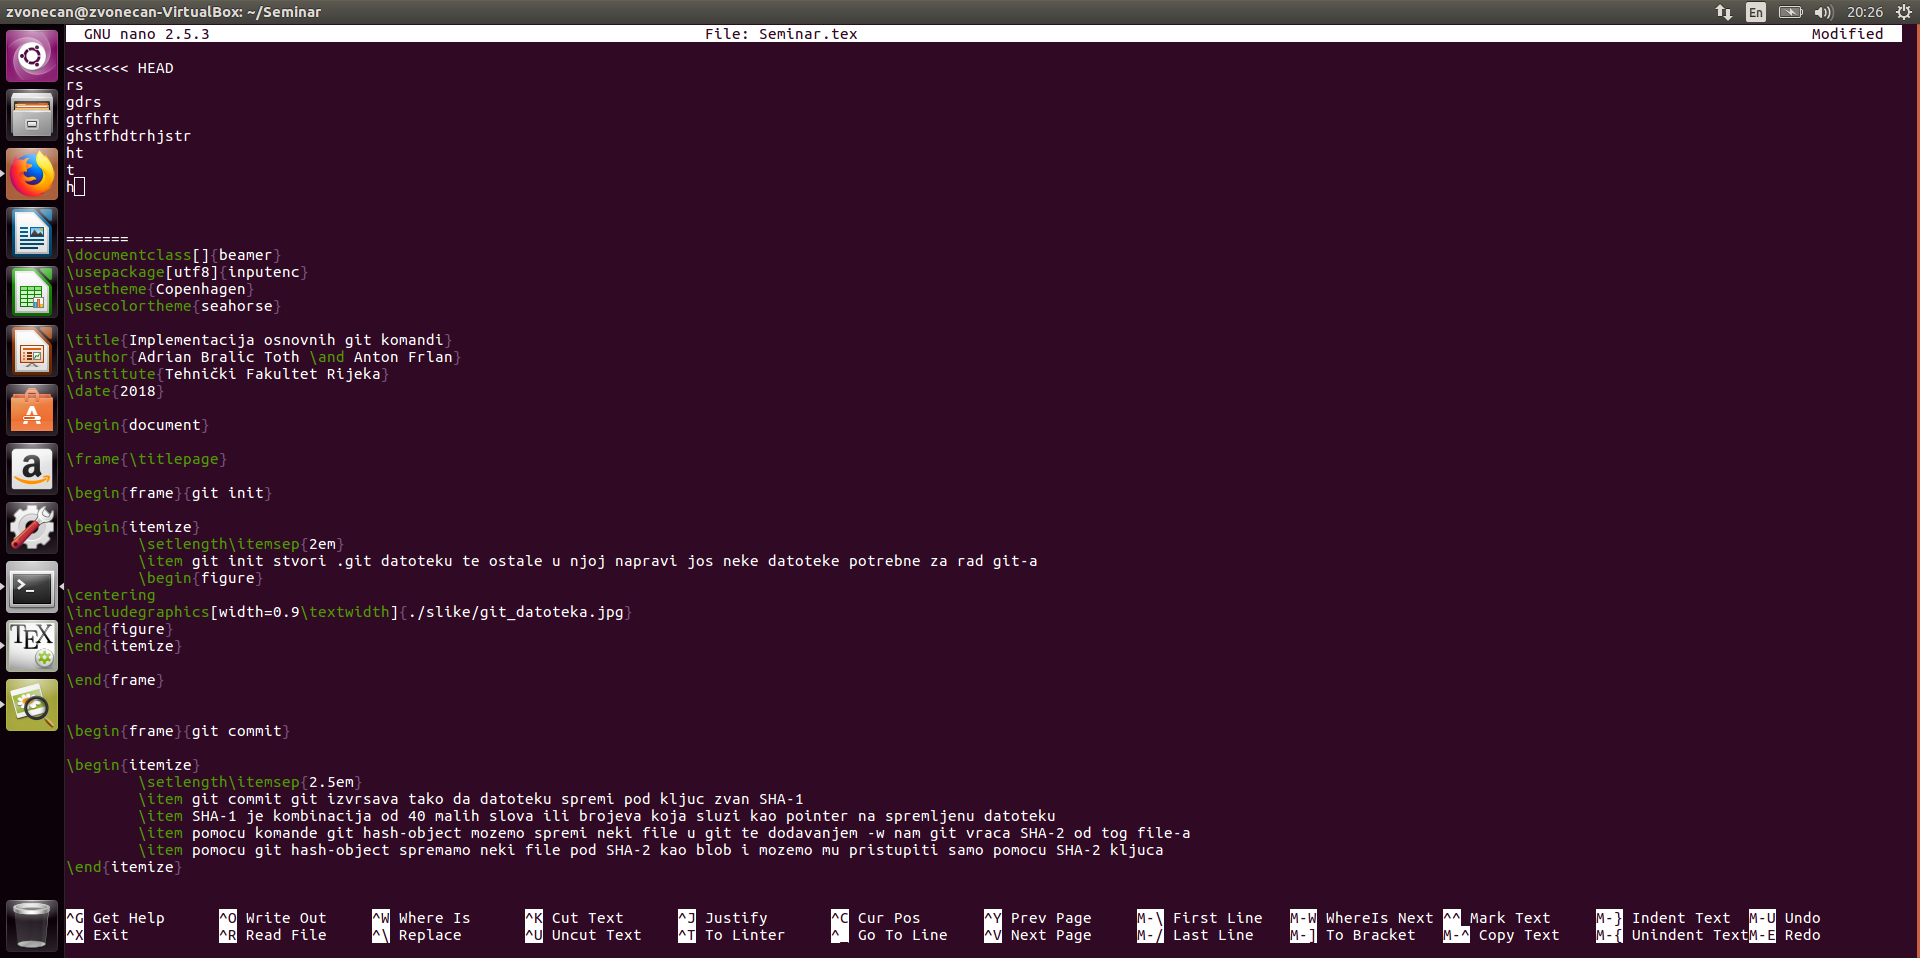 zvonecan@zvonecan-VirtualBox: ~/Seminar
En
20:26
GNU nano 2.5.3 File: Seminar.tex Modified
<<<<<<< HEAD
rs
gdrs
gtfhft
ghstfhdtrhjstr
ht
t
h
=======
\documentclass[]{beamer}
\usepackage[utf8]{inputenc}
\usetheme{Copenhagen}
\usecolortheme{seahorse}
\title{Implementacija osnovnih git komandi}
\author{Adrian Bralic Toth \and Anton Frlan}
\institute{Tehnički Fakultet Rijeka}
\date{2018}
\begin{document}
\frame{\titlepage}
\begin{frame}{git init}
\begin{itemize}
\setlength\itemsep{2em}
\item git init stvori .git datoteku te ostale u njoj napravi jos neke datoteke potrebne za rad git-a
\begin{figure}
\centering
\includegraphics[width=0.9\textwidth]{./slike/git_datoteka.jpg}
\end{figure}
\end{itemize}
\end{frame}
\begin{frame}{git commit}
\begin{itemize}
\setlength\itemsep{2.5em}
\item git commit git izvrsava tako da datoteku spremi pod kljuc zvan SHA-1
\item SHA-1 je kombinacija od 40 malih slova ili brojeva koja sluzi kao pointer na spremljenu datoteku
\item pomocu komande git hash-object mozemo spremi neki file u git te dodavanjem -w nam git vraca SHA-2 od tog file-a
\item pomocu git hash-object spremamo neki file pod SHA-2 kao blob i mozemo mu pristupiti samo pomocu SHA-2 kljuca
\end{itemize}
^G Get Help ^O Write Out ^W Where Is ^K Cut Text ^J Justify ^C Cur Pos ^Y Prev Page M-\ First Line M-W WhereIs Next ^^ Mark Text M-} Indent Text M-U Undo
^X Exit ^R Read File ^\ Replace ^U Uncut Text ^T To Linter ^_ Go To Line ^V Next Page M-/ Last Line M-] To Bracket M-^ Copy Text M-{ Unindent Text M-E Redo
A
a
>_
TEX